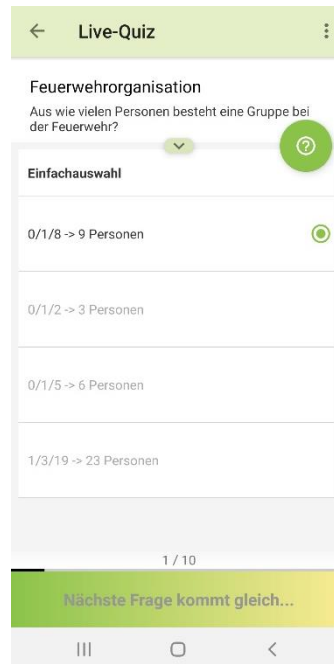 Live-Quiz
Feuerwehrorganisation
Aus wie vielen Personen besteht eine Gruppe bei
der Feuerwehr?
Einfachauswahl
0/1/8 -> 9 Personen
0/1/2 -> 3 Personen
0/1/5 -> 6 Personen
1/3/19 -> 23 Personen
1 / 10
Nächste Frage kommt gleich...